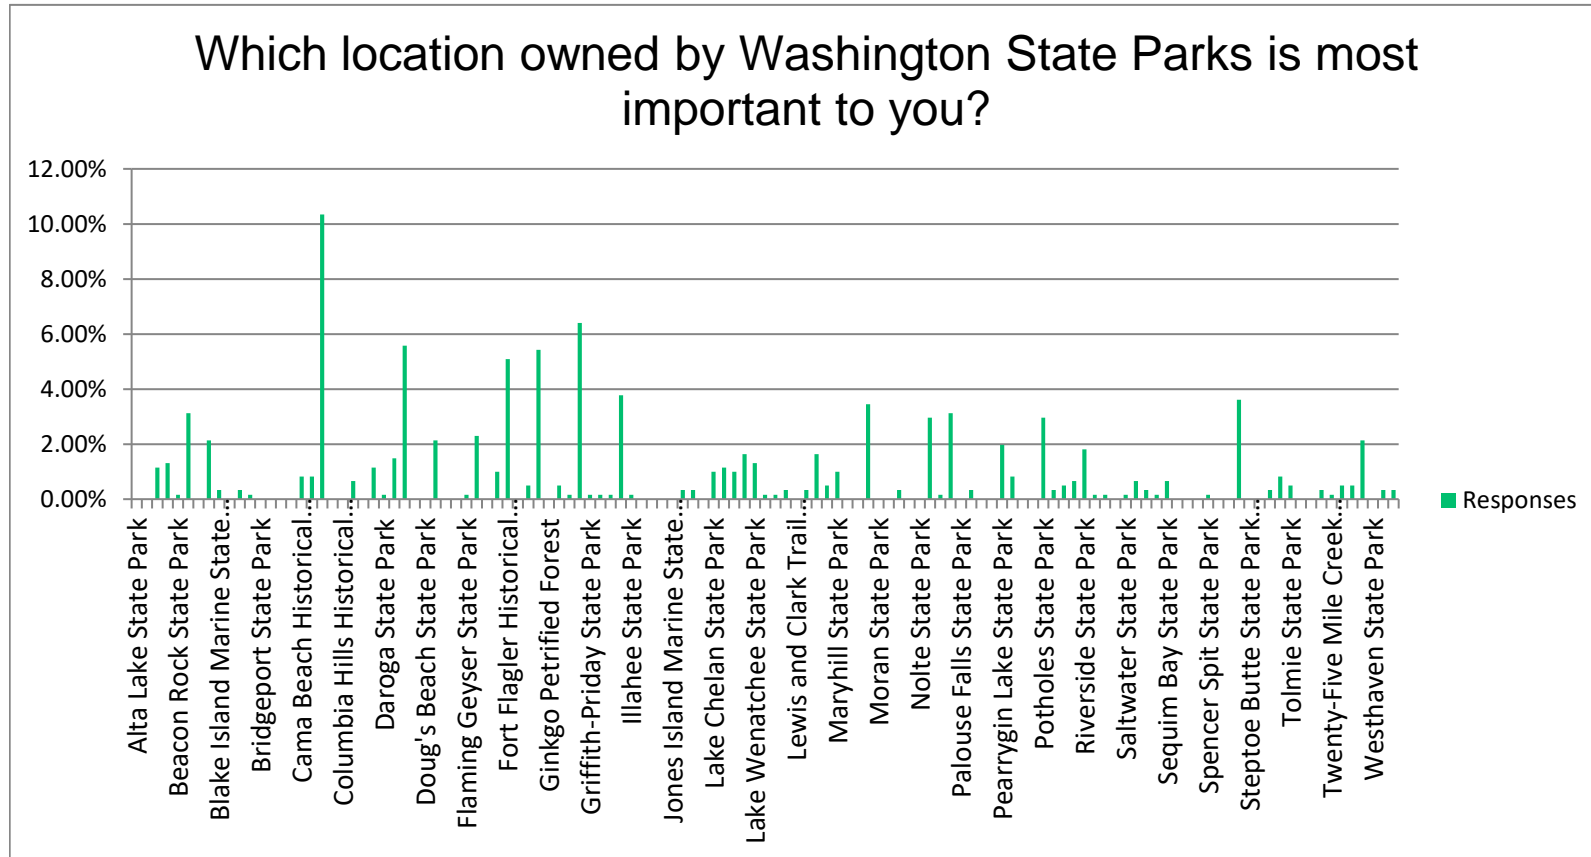 Which location owned by Washington State Parks is most
important to you?
12.00%
10.00%
8.00%
6.00%
4.00%
2.00%
0.00%
Alta Lake State Park
Beacon Rock State Park
Blake Island Marine State…
Bridgeport State Park
Cama Beach Historical…
Columbia Hills Historical…
Daroga State Park
Doug's Beach State Park
Flaming Geyser State Park
Fort Flagler Historical…
Ginkgo Petrified Forest
Griffith-Priday State Park
Illahee State Park
Jones Island Marine State…
Lake Chelan State Park
Lake Wenatchee State Park
Lewis and Clark Trail…
Maryhill State Park
Moran State Park
Nolte State Park
Palouse Falls State Park
Pearrygin Lake State Park
Potholes State Park
Riverside State Park
Saltwater State Park
Sequim Bay State Park
Spencer Spit State Park
Steptoe Butte State Park…
Tolmie State Park
Twenty-Five Mile Creek…
Westhaven State Park
Responses